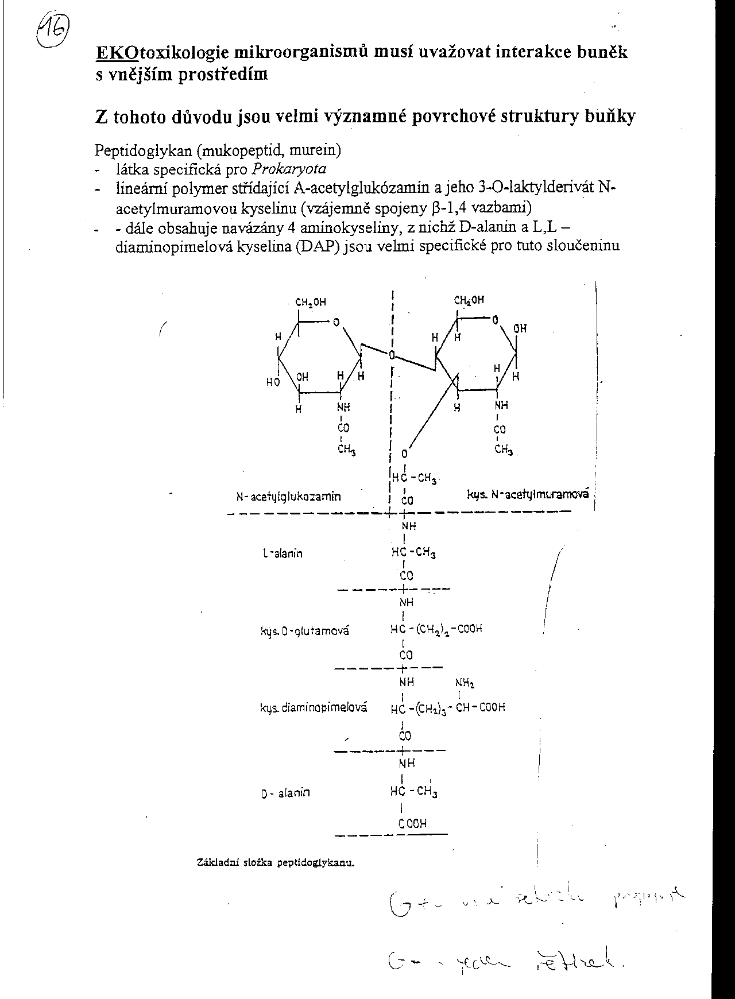 16
EKOtoxikologie mikroorganismů musí uvažovat interakce buněk
s vnějším prostředím
Z tohoto důvodu jsou velmi významné povrchové struktury buňky
Peptidoglykan (mukopeptid, murein)
- látka specifická pro Prokaryota
- lineární polymer střídající A-acetylglukózamín a jeho 3-O-laktylderivát N-
acetylmuramovou kyselinu (vzájemně spojeny β-1,4 vazbami)
- - dále obsahuje navázány 4 aminokyseliny, z nichž D-alanin a L,L –
diaminopimelová kyselina (DAP) jsou velmi specifické pro tuto sloučeninu
CH₂OH CH₂OH
O O OH
H H H
O
HO OH H H H H
H NH H NH
CO CO
CH₃ O CH₃
HC-CH₃
N-acetylglukozamin CO kys. N-acetylmuramová
NH
L-alanin HC-CH₃
CO
NH
kys. D-glutamová HC-(CH₂)₂-COOH
CO
NH NH₂
kys. diaminopimelová HC-(CH₂)₃-CH-COOH
CO
NH
D-alanin HC-CH₃
COOH
Základní složka peptidoglykanu.
G+ -
G- - jeden řetízek.